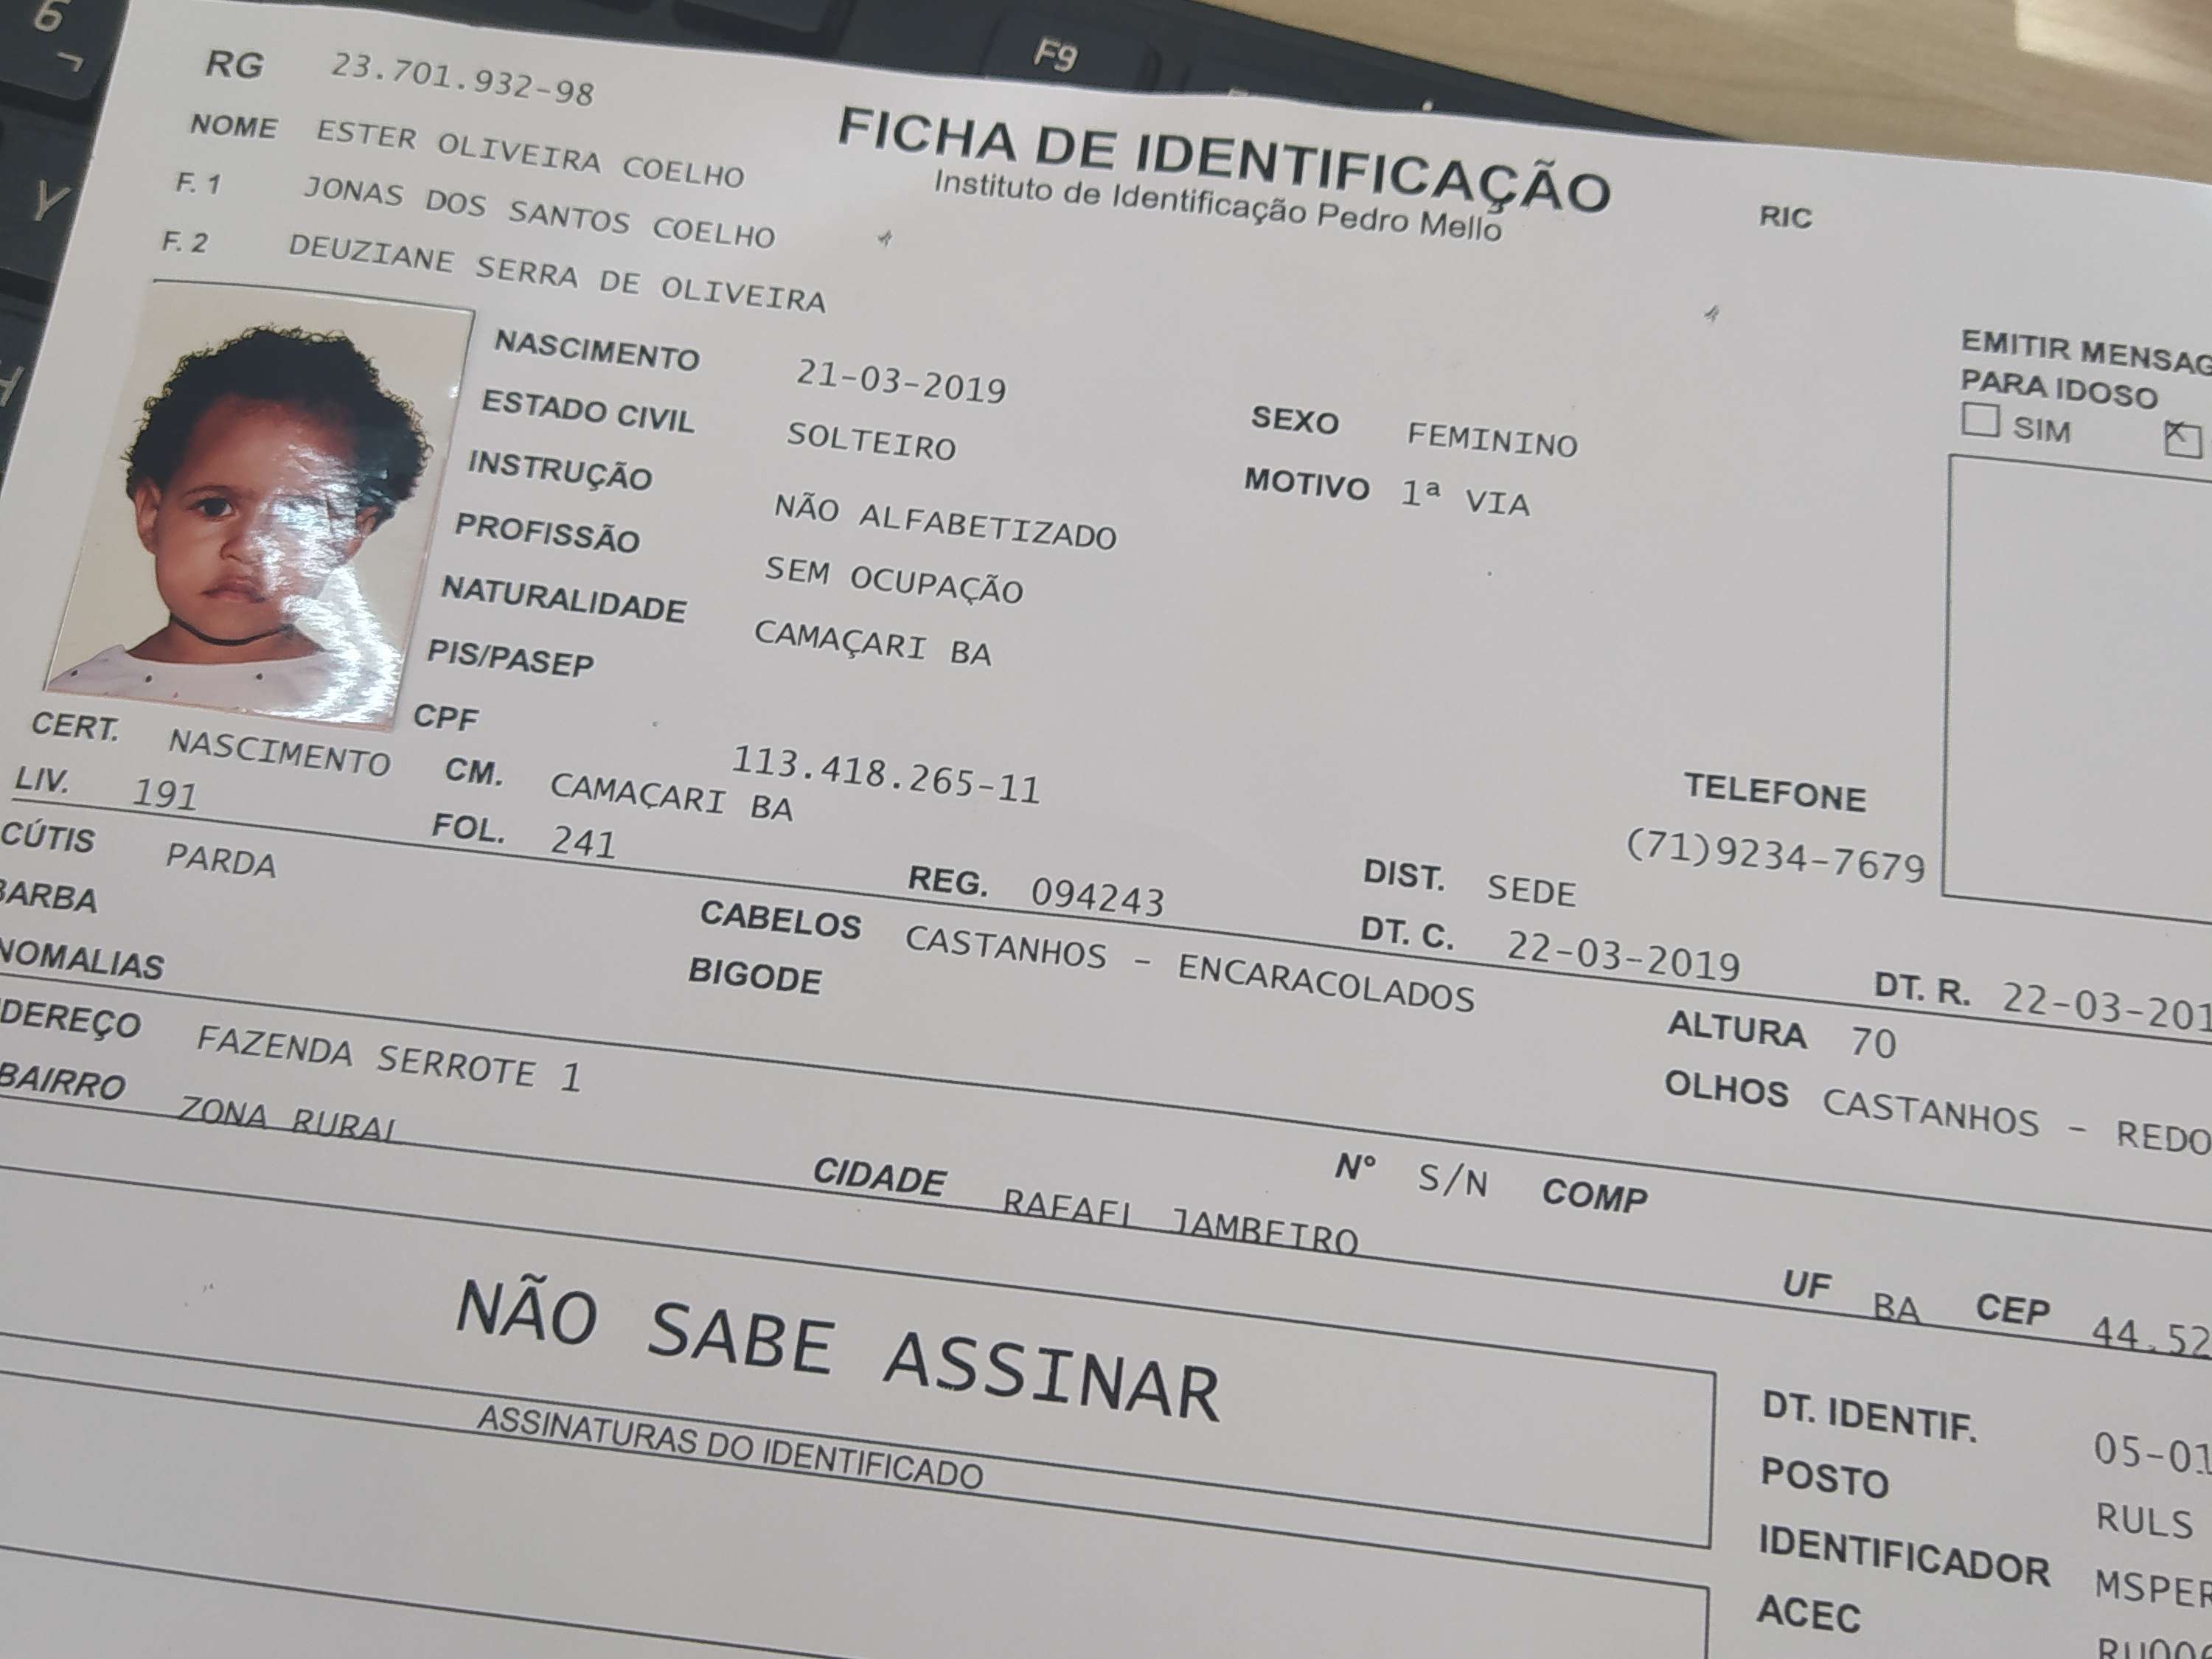 RG 23.701.932-98
NOME ESTER OLIVEIRA COELHO
F. 1 JONAS DOS SANTOS COELHO
F. 2 DEUZIANE SERRA DE OLIVEIRA
FICHA DE IDENTIFICAÇÃO
Instituto de Identificação Pedro Mello
RIC
EMITIR MENSAG
PARA IDOSO
SIM
NASCIMENTO 21-03-2019
ESTADO CIVIL SOLTEIRO
SEXO FEMININO
INSTRUÇÃO NÃO ALFABETIZADO
MOTIVO 1ª VIA
PROFISSÃO SEM OCUPAÇÃO
NATURALIDADE CAMAÇARI BA
PIS/PASEP
CPF 113.418.265-11
TELEFONE
(71)9234-7679
CERT. NASCIMENTO CM. CAMAÇARI BA DIST. SEDE
LIV. 191 FOL. 241 REG. 094243 DT. C. 22-03-2019 DT. R. 22-03-201
CÚTIS PARDA CABELOS CASTANHOS - ENCARACOLADOS ALTURA 70
BARBA BIGODE OLHOS CASTANHOS - REDO
NOMALIAS
DEREÇO FAZENDA SERROTE 1 Nº S/N COMP
BAIRRO ZONA RURAL CIDADE RAFAEL JAMBEIRO UF BA CEP 44.52
NÃO SABE ASSINAR
ASSINATURAS DO IDENTIFICADO
DT. IDENTIF. 05-01
POSTO RULS
IDENTIFICADOR MSPER
ACEC
6
Y
H
F9